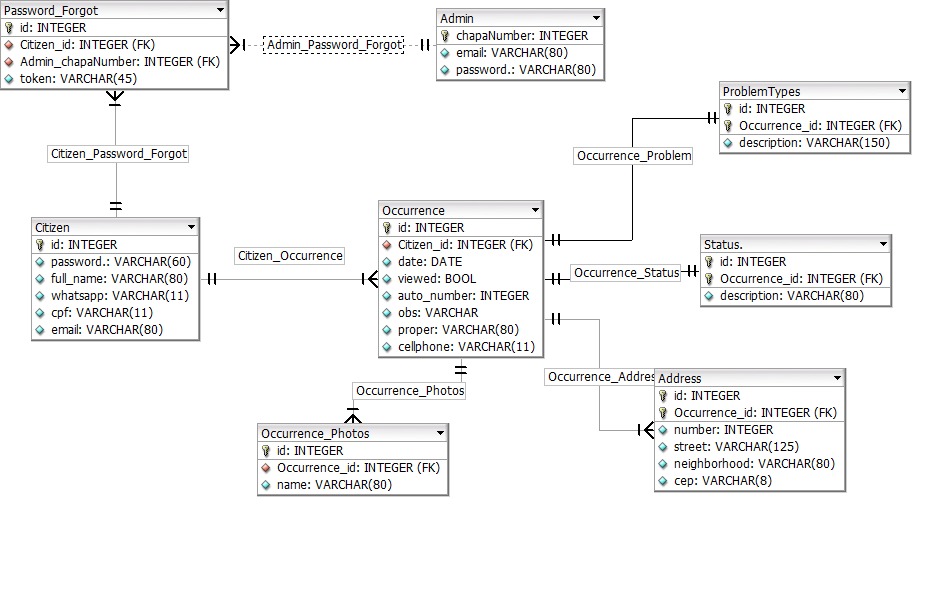 Password_Forgot
id: INTEGER
Citizen_id: INTEGER (FK)
Admin_chapaNumber: INTEGER (FK)
token: VARCHAR(45)
Admin_Password_Forgot
Admin
chapaNumber: INTEGER
email: VARCHAR(80)
password.: VARCHAR(80)
ProblemTypes
id: INTEGER
Occurrence_id: INTEGER (FK)
description: VARCHAR(150)
Citizen_Password_Forgot
Occurrence_Problem
Citizen
id: INTEGER
password.: VARCHAR(60)
full_name: VARCHAR(80)
whatsapp: VARCHAR(11)
cpf: VARCHAR(11)
email: VARCHAR(80)
Citizen_Occurrence
Occurrence
id: INTEGER
Citizen_id: INTEGER (FK)
date: DATE
viewed: BOOL
auto_number: INTEGER
obs: VARCHAR
proper: VARCHAR(80)
cellphone: VARCHAR(11)
Occurrence_Status
Status.
id: INTEGER
Occurrence_id: INTEGER (FK)
description: VARCHAR(80)
Occurrence_Photos
Occurrence_Addres
Address
id: INTEGER
Occurrence_id: INTEGER (FK)
number: INTEGER
street: VARCHAR(125)
neighborhood: VARCHAR(80)
cep: VARCHAR(8)
Occurrence_Photos
id: INTEGER
Occurrence_id: INTEGER (FK)
name: VARCHAR(80)